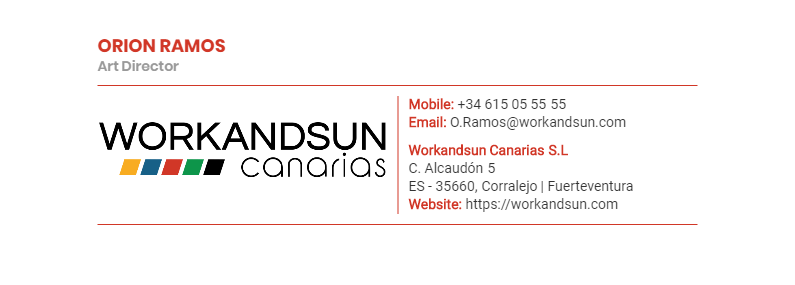 ORION RAMOS
Art Director
WORKANDSUN
canarias
Mobile: +34 615 05 55 55
Email: O.Ramos@workandsun.com
Workandsun Canarias S.L
C. Alcaudón 5
ES - 35660, Corralejo | Fuerteventura
Website: https://workandsun.com